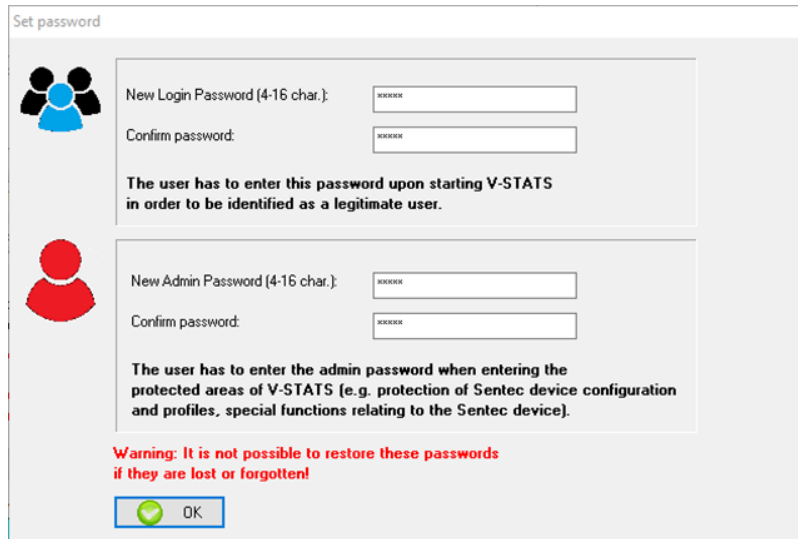 Set password
New Login Password (4-16 char.):
xxxxx
Confirm password:
xxxxx
The user has to enter this password upon starting V-STATS
in order to be identified as a legitimate user.
New Admin Password (4-16 char.):
xxxxx
Confirm password:
xxxxx
The user has to enter the admin password when entering the
protected areas of V-STATS (e.g. protection of Sentec device configuration
and profiles, special functions relating to the Sentec device).
Warning: It is not possible to restore these passwords
if they are lost or forgotten!
OK